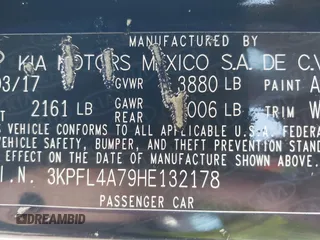 MANUFACTURED BY
KIA MOTORS MEXICO S.A. DE C.V.
03/17 GVWR 3880 LB PAINT A
2161 LB GAWR REAR 006 LB TRIM W
S VEHICLE CONFORMS TO ALL APPLICABLE U.S.A. FEDERA
VEHICLE SAFETY, BUMPER, AND THEFT PREVENTION STAND
THE DATE OF MANUFACTURE SHOWN ABOVE.
I.N. 3KPFL4A79HE132178
PASSENGER CAR
DREAMBID